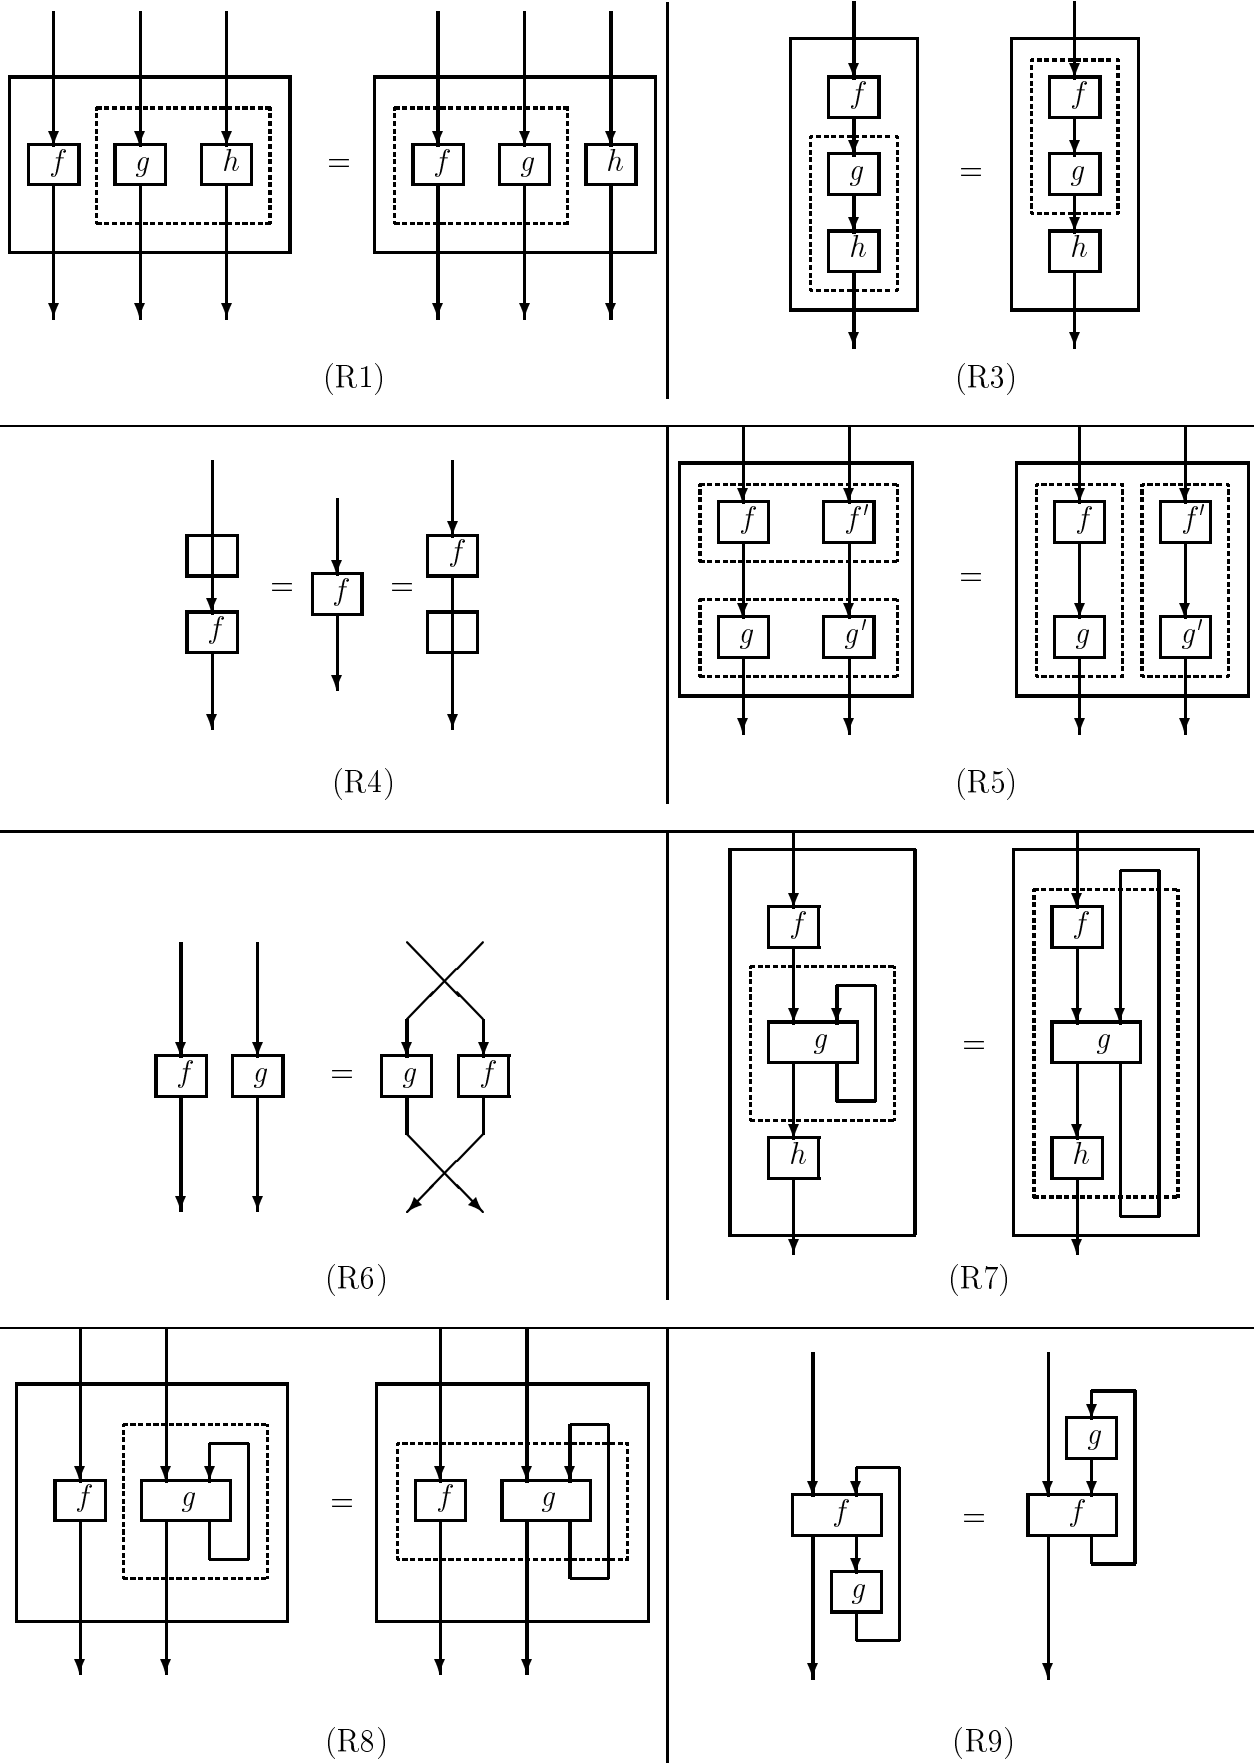 f g h = f g h
(R1)
f g h = f g h
(R3)
f = f = f
(R4)
f f′ g g′ = f f′ g g′
(R5)
f g = g f
(R6)
f g h = f g h
(R7)
f g = f g
(R8)
f g = g f
(R9)